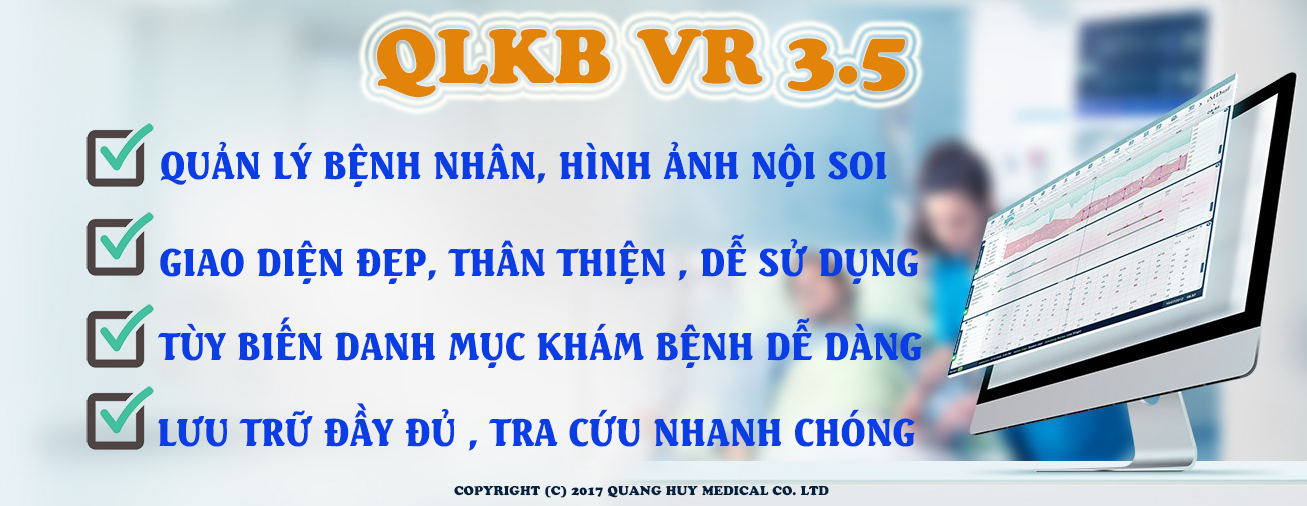 QLKB VR 3.5
QUẢN LÝ BỆNH NHÂN, HÌNH ẢNH NỘI SOI
GIAO DIỆN ĐẸP, THÂN THIỆN , DỄ SỬ DỤNG
TÙY BIẾN DANH MỤC KHÁM BỆNH DỄ DÀNG
LƯU TRỮ ĐẦY ĐỦ , TRA CỨU NHANH CHÓNG
COPYRIGHT (C) 2017 QUANG HUY MEDICAL CO. LTD